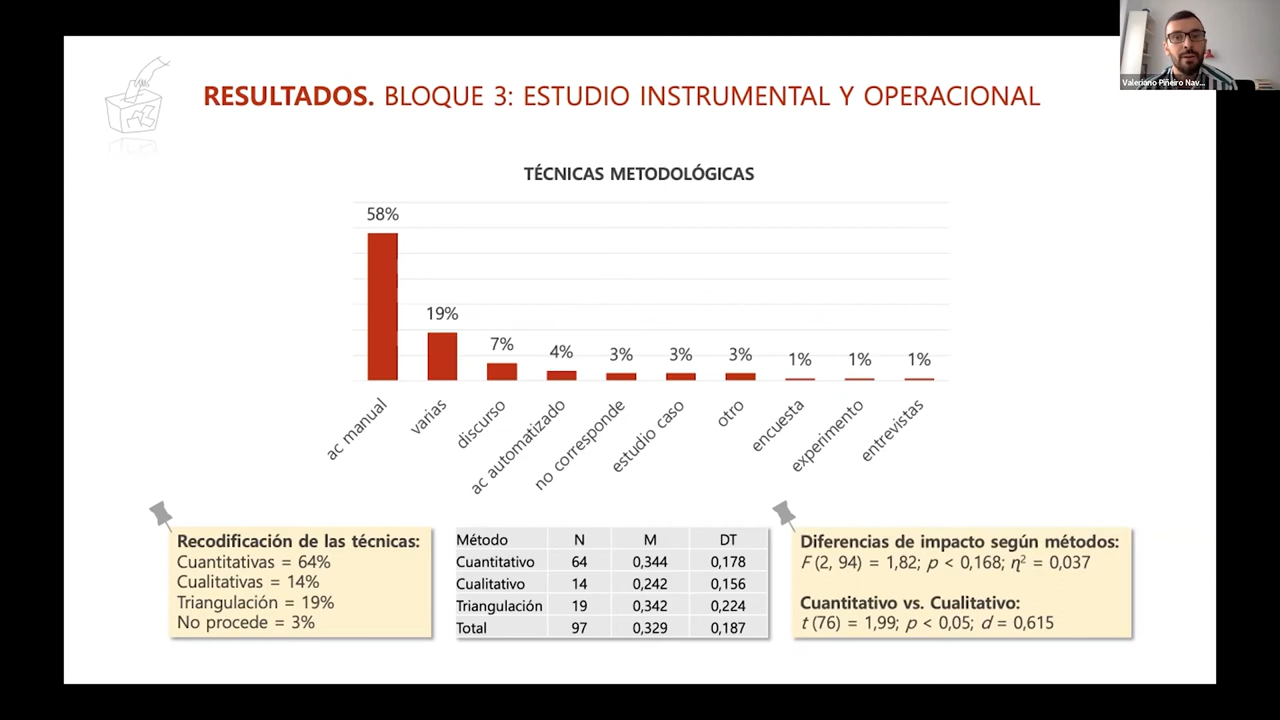 Valeriano Piñeiro Nav...
RESULTADOS. BLOQUE 3: ESTUDIO INSTRUMENTAL Y OPERACIONAL
TÉCNICAS METODOLÓGICAS
58%
19%
7%
4%
3%
3%
3%
1%
1%
1%
ac manual
varias
discurso
ac automatizado
no corresponde
estudio caso
otro
encuesta
experimento
entrevistas
Recodificación de las técnicas:
Cuantitativas = 64%
Cualitativas = 14%
Triangulación = 19%
No procede = 3%
Método N M DT
Cuantitativo 64 0,344 0,178
Cualitativo 14 0,242 0,156
Triangulación 19 0,342 0,224
Total 97 0,329 0,187
Diferencias de impacto según métodos:
F (2, 94) = 1,82; p < 0,168; η² = 0,037
Cuantitativo vs. Cualitativo:
t (76) = 1,99; p < 0,05; d = 0,615